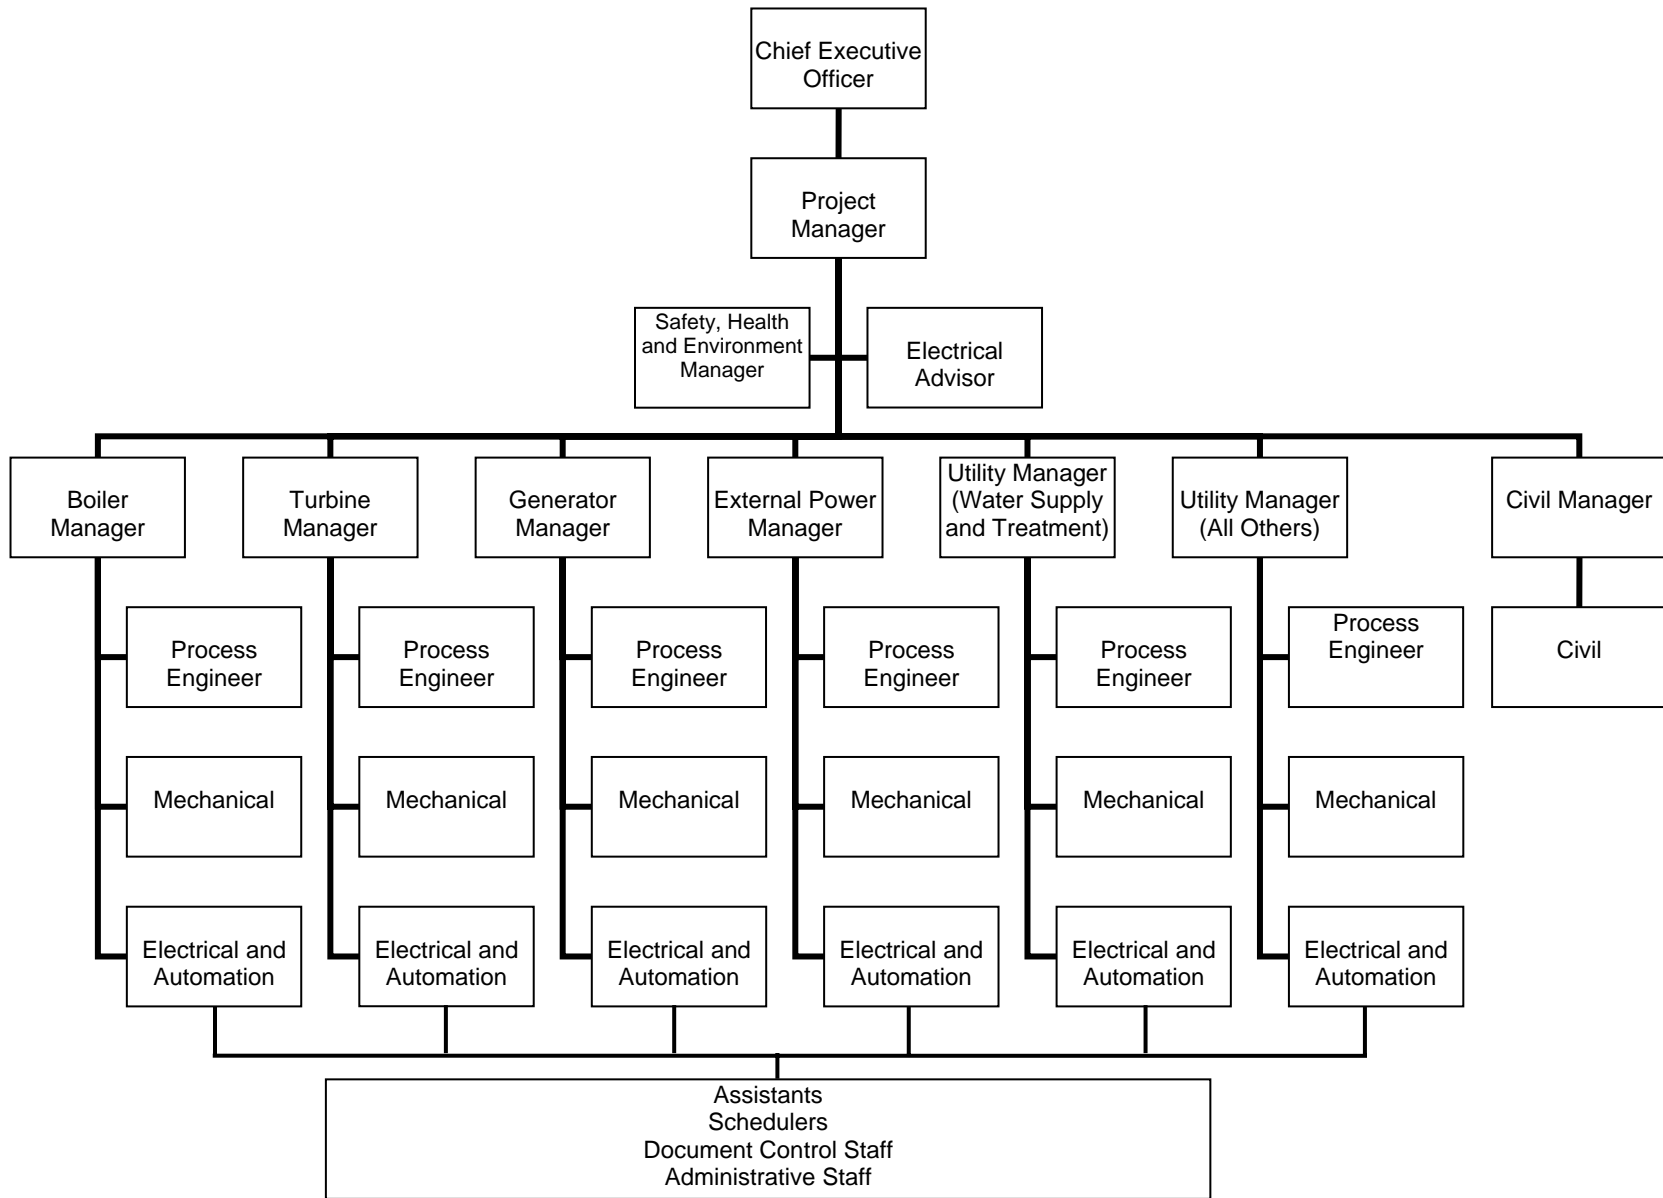 Chief Executive
Officer
Project
Manager
Safety, Health
and Environment
Manager
Electrical
Advisor
Boiler
Manager
Turbine
Manager
Generator
Manager
External Power
Manager
Utility Manager
(Water Supply
and Treatment)
Utility Manager
(All Others)
Civil Manager
Process
Engineer
Process
Engineer
Process
Engineer
Process
Engineer
Process
Engineer
Process
Engineer
Civil
Mechanical
Mechanical
Mechanical
Mechanical
Mechanical
Mechanical
Electrical and
Automation
Electrical and
Automation
Electrical and
Automation
Electrical and
Automation
Electrical and
Automation
Electrical and
Automation
Assistants
Schedulers
Document Control Staff
Administrative Staff